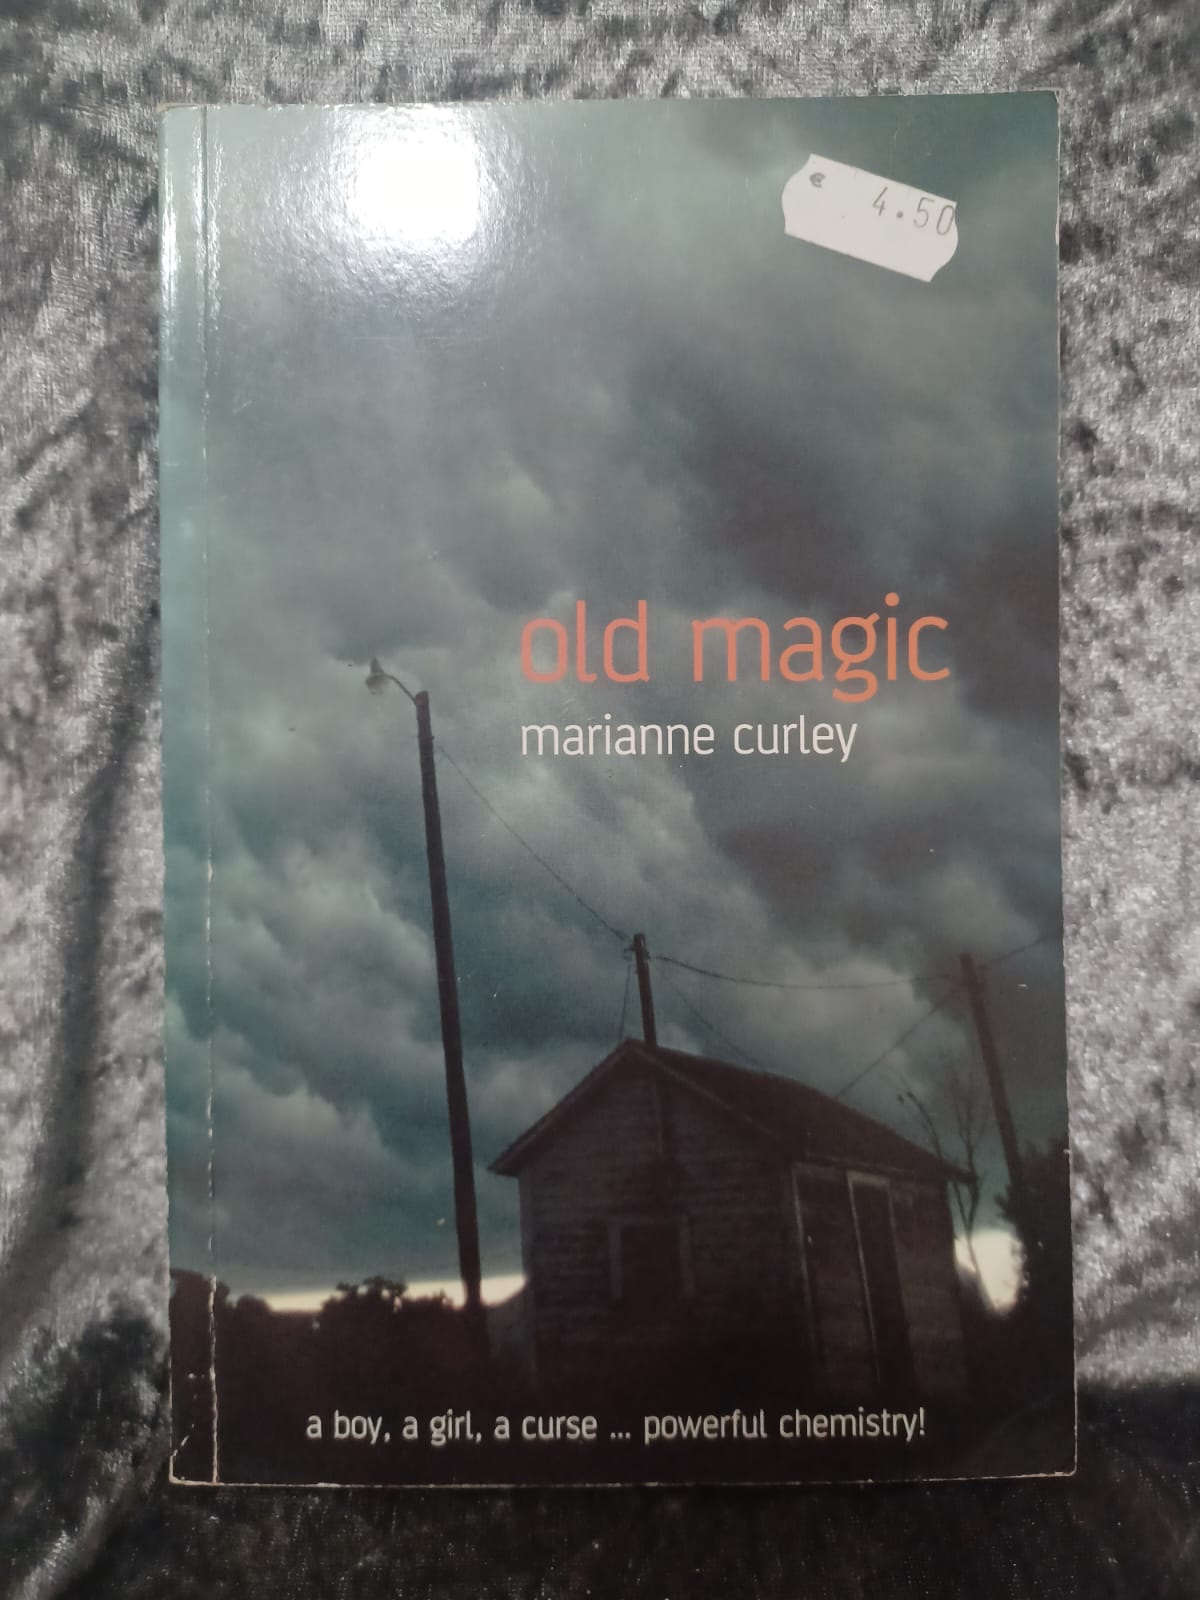 € 4.50
old magic
marianne curley
a boy, a girl, a curse ... powerful chemistry!